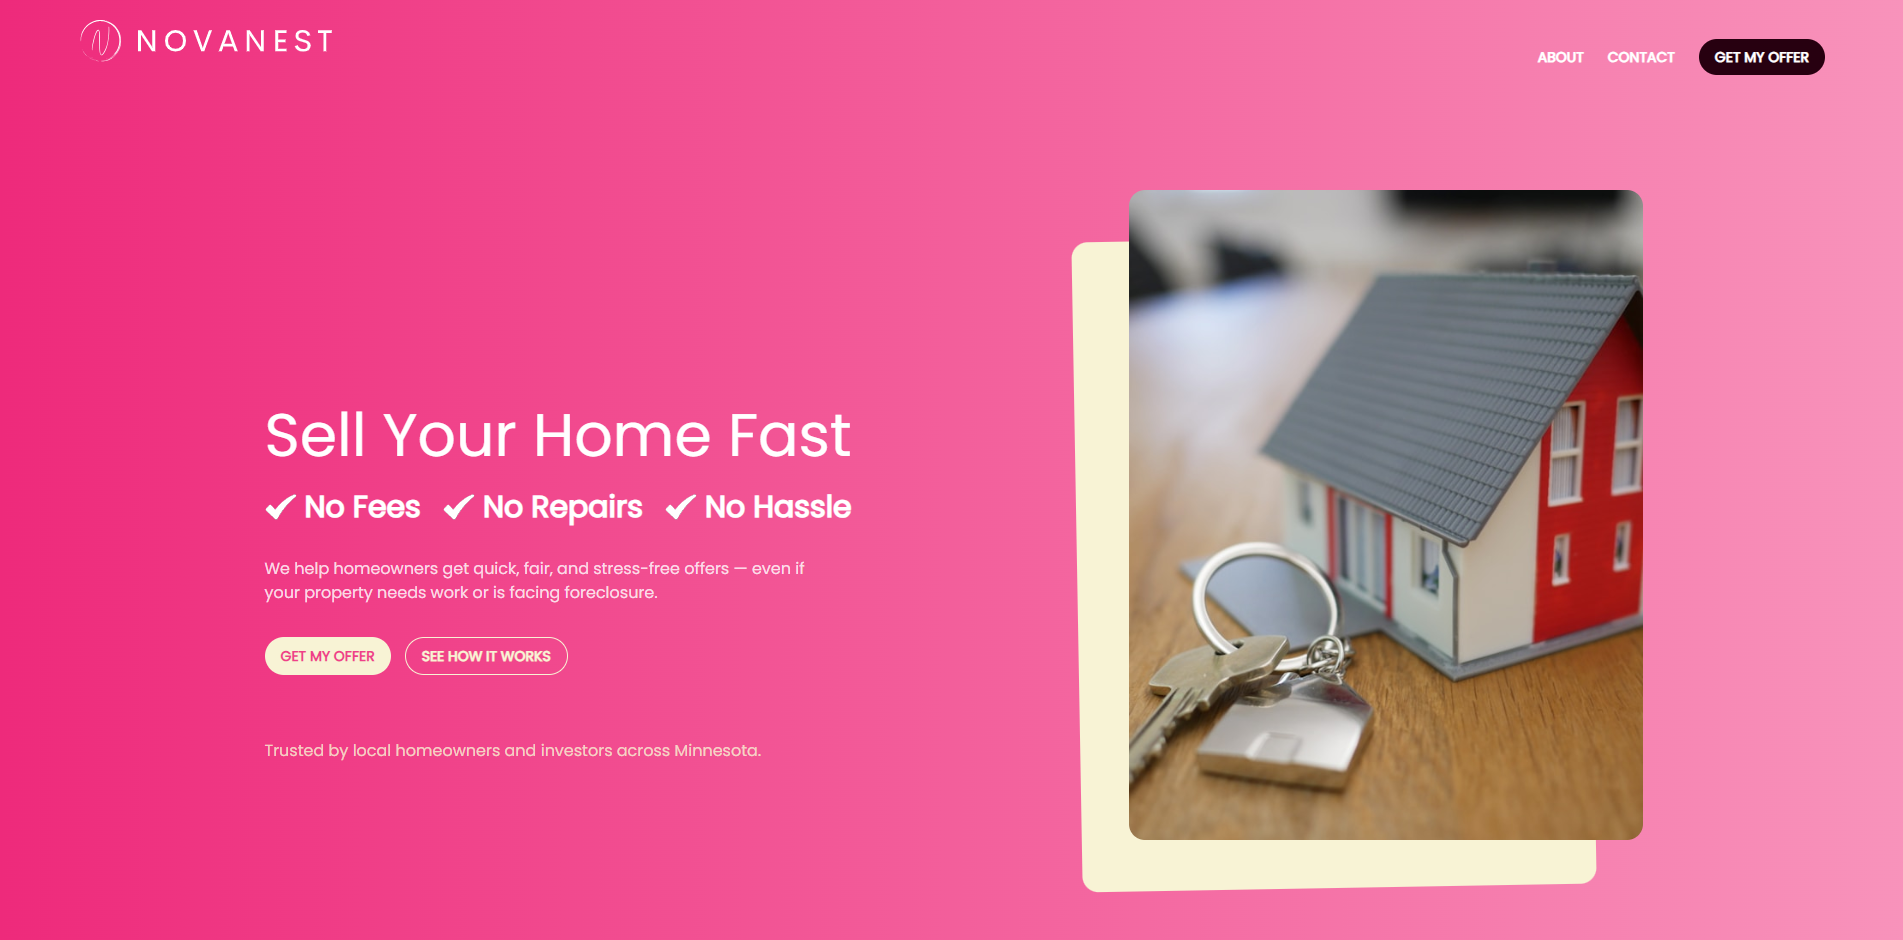 NOVANEST
ABOUT CONTACT GET MY OFFER
Sell Your Home Fast
No Fees No Repairs No Hassle
We help homeowners get quick, fair, and stress-free offers — even if
your property needs work or is facing foreclosure.
GET MY OFFER SEE HOW IT WORKS
Trusted by local homeowners and investors across Minnesota.